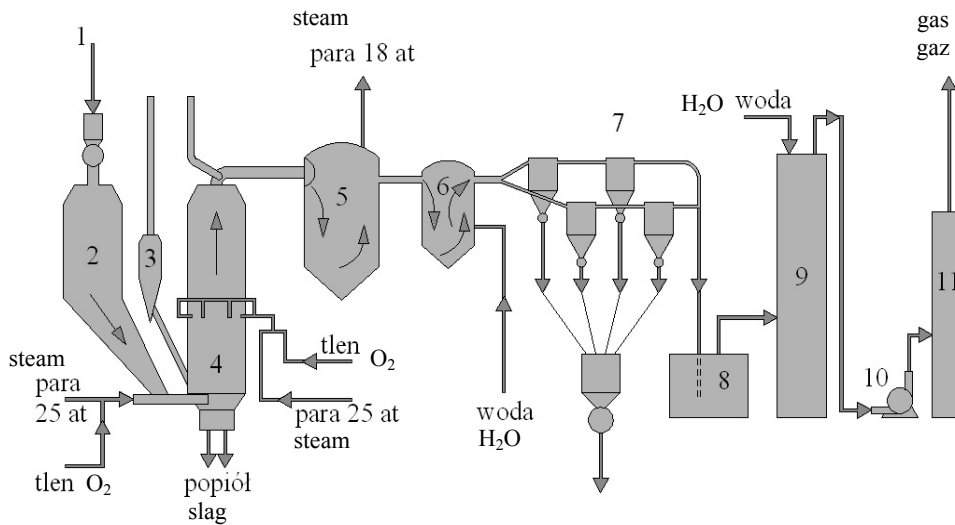 steam
para 18 at
gas
gaz
1
H₂O woda
7
2
3
5
6
4
9
11
tlen O₂
8
10
steam
para
25 at
para 25 at
steam
woda
H₂O
tlen O₂
popiół
slag